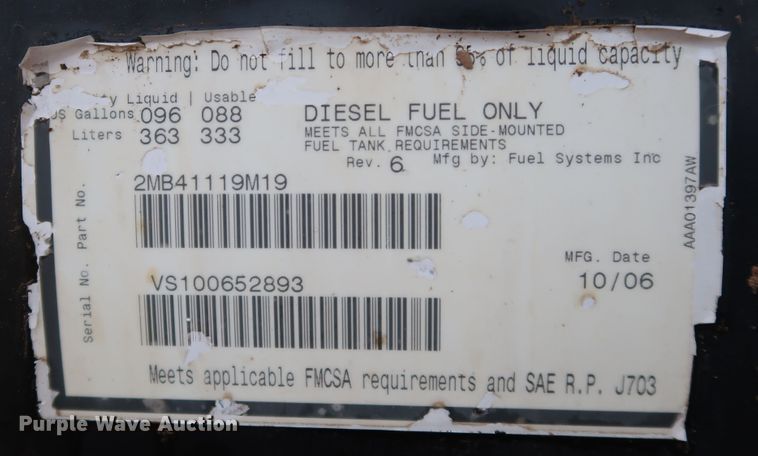 Warning: Do not fill to more than 95% of liquid capacity
Liquid | Usable
US Gallons 096 088
Liters 363 333
DIESEL FUEL ONLY
MEETS ALL FMCSA SIDE-MOUNTED
FUEL TANK REQUIREMENTS
Rev. 6 Mfg by: Fuel Systems Inc
Part No.
2MB41119M19
Serial No.
VS100652893
MFG. Date
10/06
AAA01397AW
Meets applicable FMCSA requirements and SAE R.P. J703
Purple Wave Auction